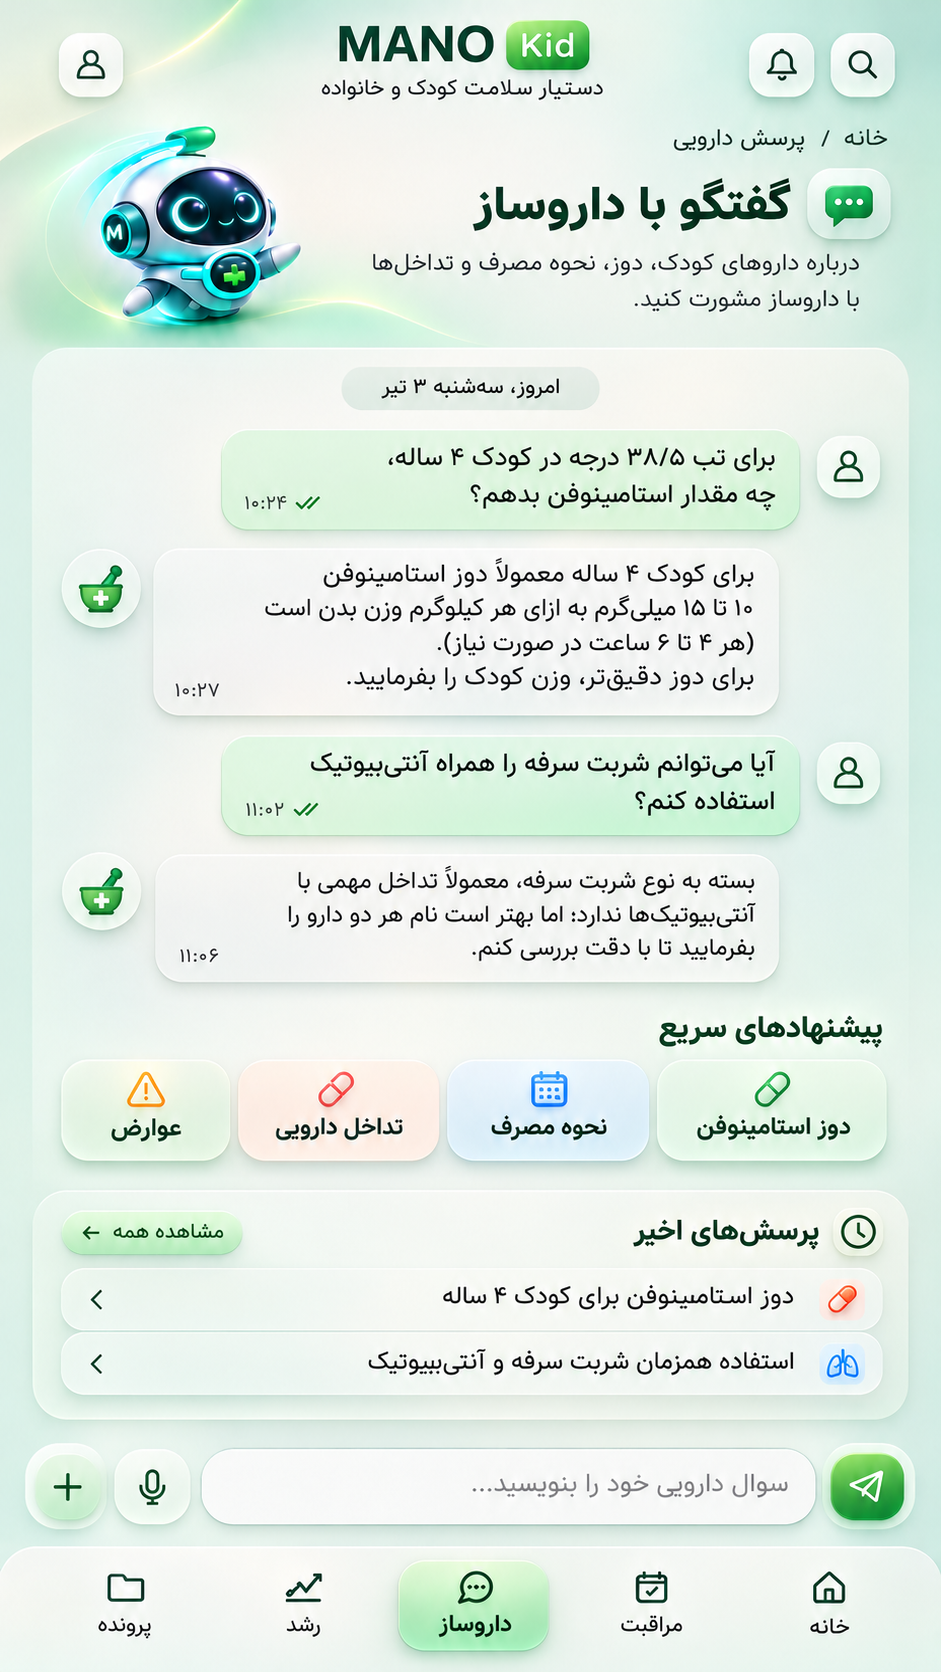 MANO Kid
دستیار سلامت کودک و خانواده
خانه / پرسش دارویی
گفتگو با داروساز
درباره داروهای کودک، دوز، نحوه مصرف و تداخل‌ها
با داروساز مشورت کنید.
M
امروز، سه‌شنبه ۳ تیر
برای تب ۳۸/۵ درجه در کودک ۴ ساله،
چه مقدار استامینوفن بدهم؟
۱۰:۲۴
برای کودک ۴ ساله معمولاً دوز استامینوفن
۱۰ تا ۱۵ میلی‌گرم به ازای هر کیلوگرم وزن بدن است
(هر ۴ تا ۶ ساعت در صورت نیاز).
برای دوز دقیق‌تر، وزن کودک را بفرمایید.
۱۰:۲۷
آیا می‌توانم شربت سرفه را همراه آنتی‌بیوتیک
استفاده کنم؟
۱۱:۰۲
بسته به نوع شربت سرفه، معمولاً تداخل مهمی با
آنتی‌بیوتیک‌ها ندارد؛ اما بهتر است نام هر دو دارو را
بفرمایید تا با دقت بررسی کنم.
۱۱:۰۶
پیشنهادهای سریع
دوز استامینوفن
نحوه مصرف
تداخل دارویی
عوارض
پرسش‌های اخیر
مشاهده همه ←
دوز استامینوفن برای کودک ۴ ساله
استفاده همزمان شربت سرفه و آنتی‌بیوتیک
سوال دارویی خود را بنویسید...
خانه
مراقبت
داروساز
رشد
پرونده